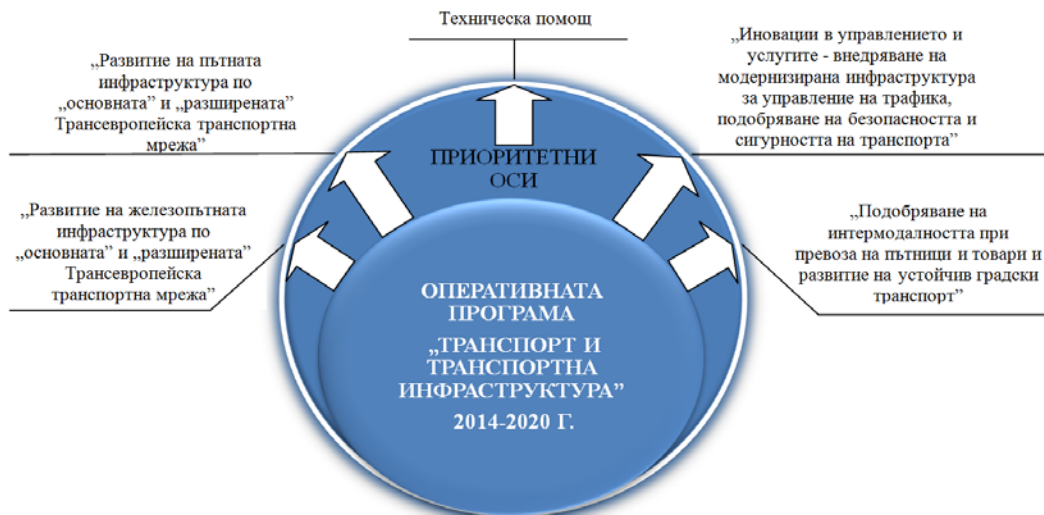 Техническа помощ
„Развитие на пътната
инфраструктура по
„основната” и „разширената”
Трансевропейска транспортна
мрежа”
„Иновации в управлението и
услугите - внедряване на
модернизирана инфраструктура
за управление на трафика,
подобряване на безопасността и
сигурността на транспорта”
ПРИОРИТЕТНИ
ОСИ
„Развитие на железопътната
инфраструктура по
„основната” и „разширената”
Трансевропейска
транспортна мрежа”
„Подобряване на
интермодалността при
превоза на пътници и товари и
развитие на устойчив градски
транспорт”
ОПЕРАТИВНАТА
ПРОГРАМА
„ТРАНСПОРТ И
ТРАНСПОРТНА
ИНФРАСТРУКТУРА”
2014-2020 Г.